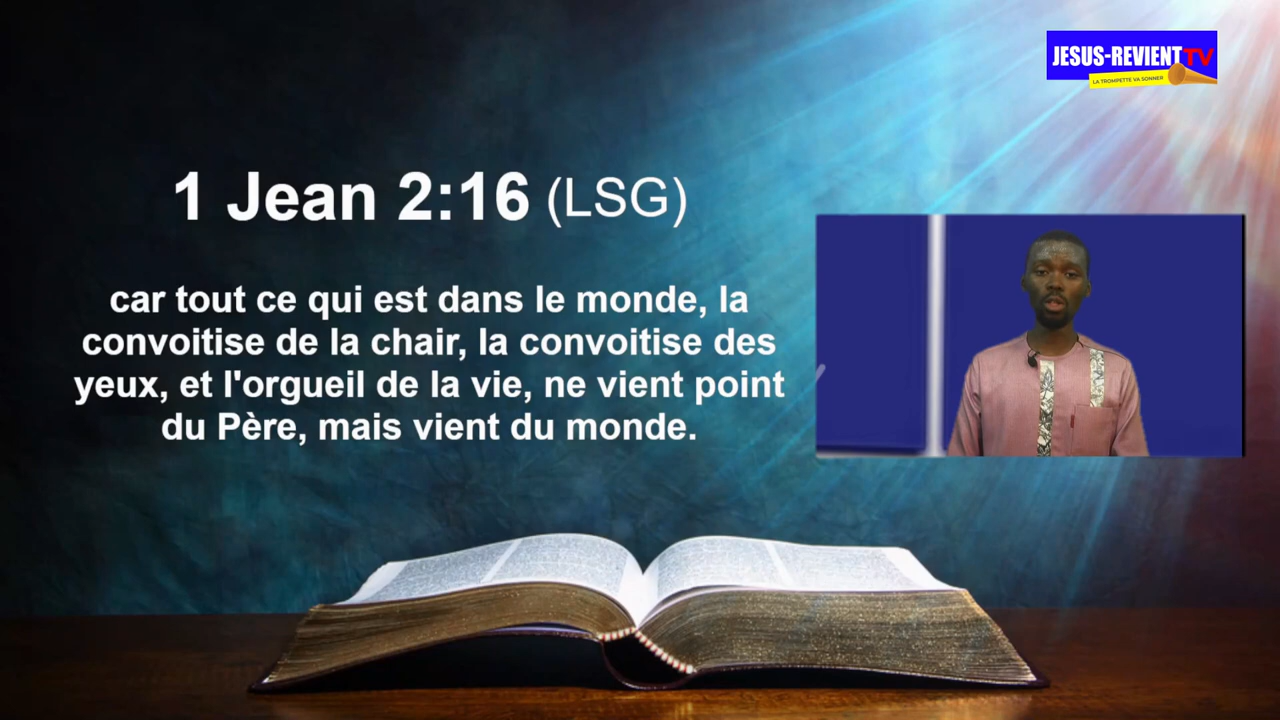 JESUS-REVIENT TV
LA TROMPETTE VA SONNER
1 Jean 2:16 (LSG)
car tout ce qui est dans le monde, la
convoitise de la chair, la convoitise des
yeux, et l'orgueil de la vie, ne vient point
du Père, mais vient du monde.